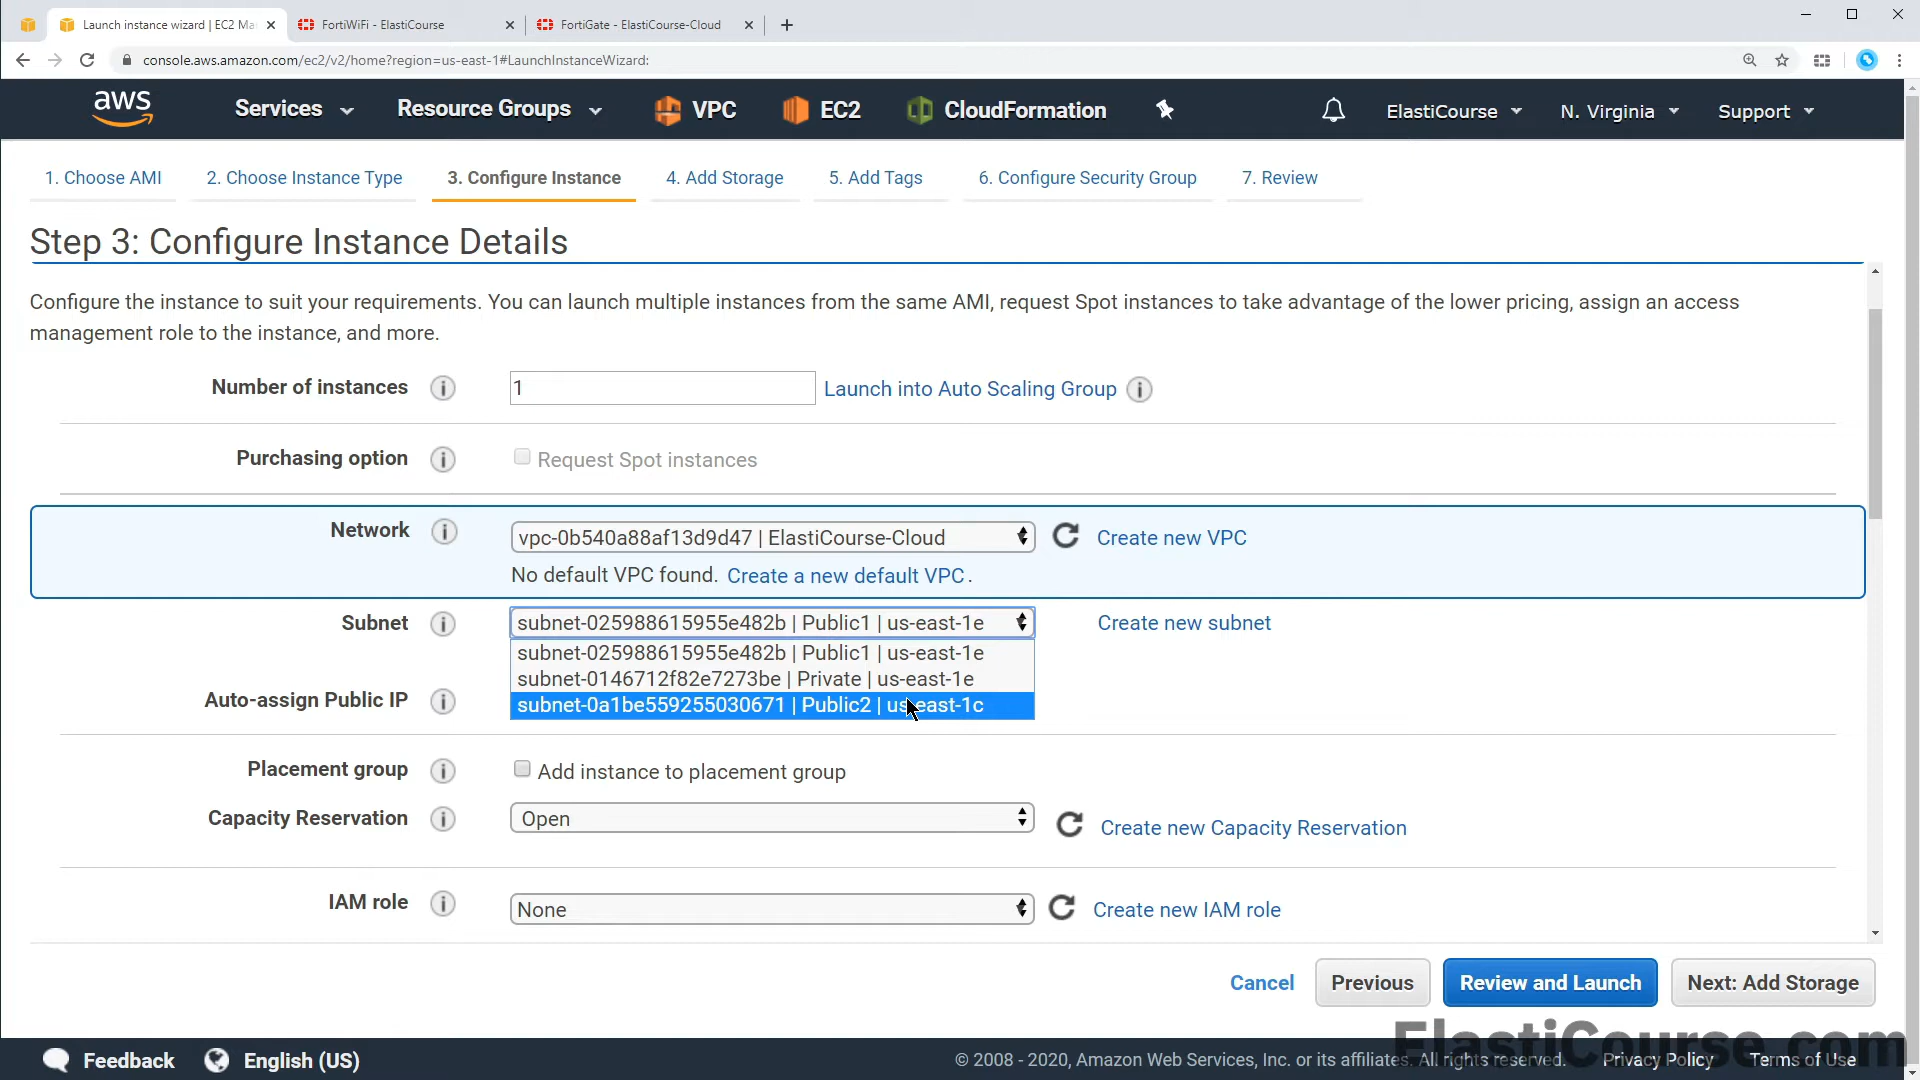 Launch instance wizard | EC2 Ma
FortiWiFi - ElastiCourse
FortiGate - ElastiCourse-Cloud
console.aws.amazon.com/ec2/v2/home?region=us-east-1#LaunchInstanceWizard:
aws
Services
Resource Groups
VPC
EC2
CloudFormation
ElastiCourse
N. Virginia
Support
1. Choose AMI
2. Choose Instance Type
3. Configure Instance
4. Add Storage
5. Add Tags
6. Configure Security Group
7. Review
Step 3: Configure Instance Details
Configure the instance to suit your requirements. You can launch multiple instances from the same AMI, request Spot instances to take advantage of the lower pricing, assign an access
management role to the instance, and more.
Number of instances
1
Launch into Auto Scaling Group
Purchasing option
Request Spot instances
Network
vpc-0b540a88af13d9d47 | ElastiCourse-Cloud
Create new VPC
No default VPC found. Create a new default VPC.
Subnet
subnet-025988615955e482b | Public1 | us-east-1e
Create new subnet
subnet-025988615955e482b | Public1 | us-east-1e
subnet-0146712f82e7273be | Private | us-east-1e
Auto-assign Public IP
subnet-0a1be559255030671 | Public2 | us-east-1c
Placement group
Add instance to placement group
Capacity Reservation
Open
Create new Capacity Reservation
IAM role
None
Create new IAM role
Cancel
Previous
Review and Launch
Next: Add Storage
ElastiCourse.com
Feedback
English (US)
© 2008 - 2020, Amazon Web Services, Inc. or its affiliates. All rights reserved.
Privacy Policy
Terms of Use